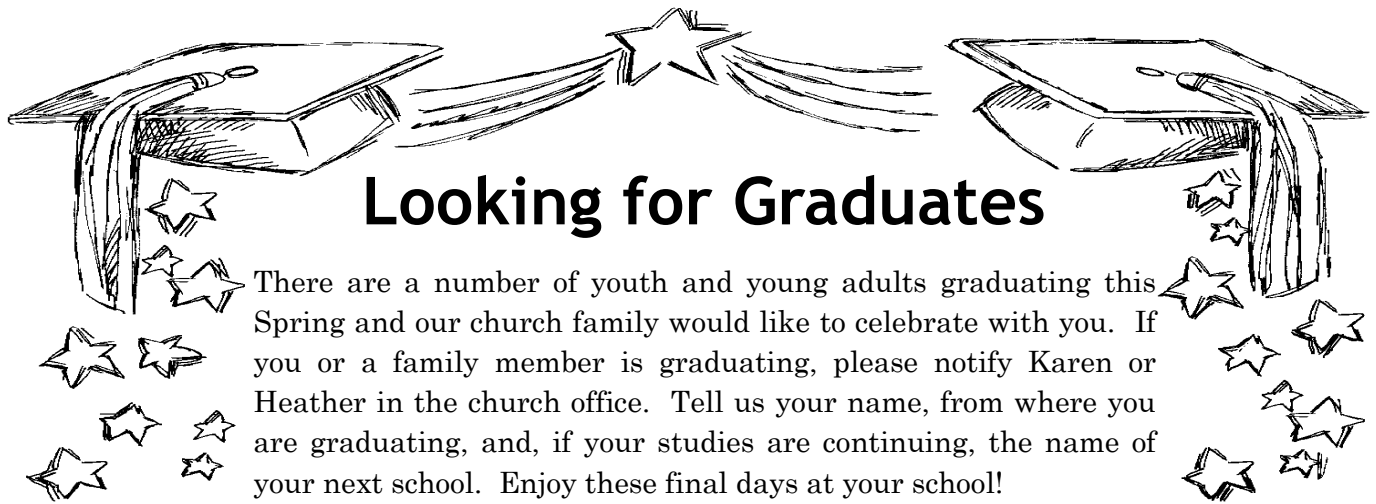 Looking for Graduates
There are a number of youth and young adults graduating this
Spring and our church family would like to celebrate with you.  If
you or a family member is graduating, please notify Karen or
Heather in the church office.  Tell us your name, from where you
are graduating, and, if your studies are continuing, the name of
your next school.  Enjoy these final days at your school!